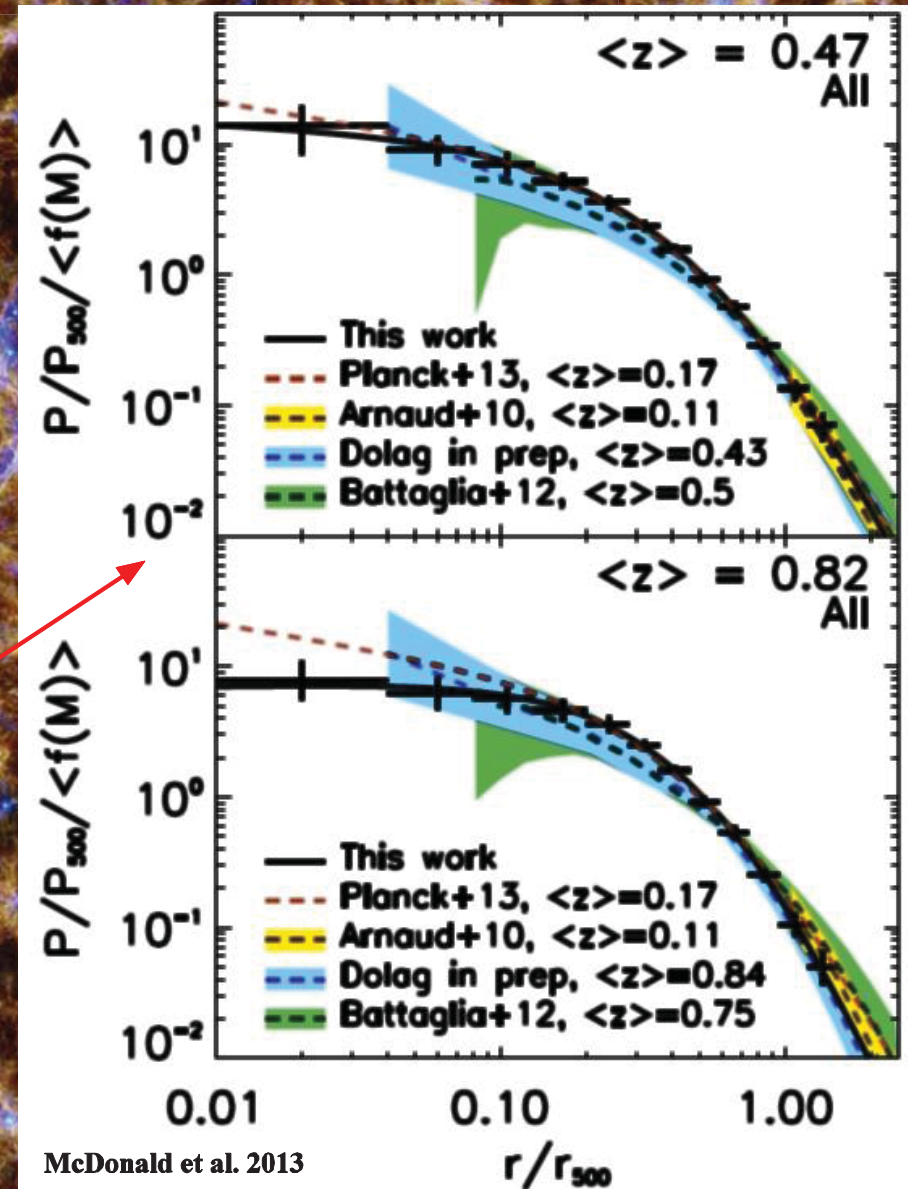 <z> = 0.47
All
10¹
10⁰
10⁻¹
10⁻²
P/P₅₀₀/<f(M)>
This work
Planck+13, <z>=0.17
Arnaud+10, <z>=0.11
Dolag in prep, <z>=0.43
Battaglia+12, <z>=0.5
<z> = 0.82
All
10¹
10⁰
10⁻¹
10⁻²
P/P₅₀₀/<f(M)>
This work
Planck+13, <z>=0.17
Arnaud+10, <z>=0.11
Dolag in prep, <z>=0.84
Battaglia+12, <z>=0.75
0.01 0.10 1.00
r/r₅₀₀
McDonald et al. 2013